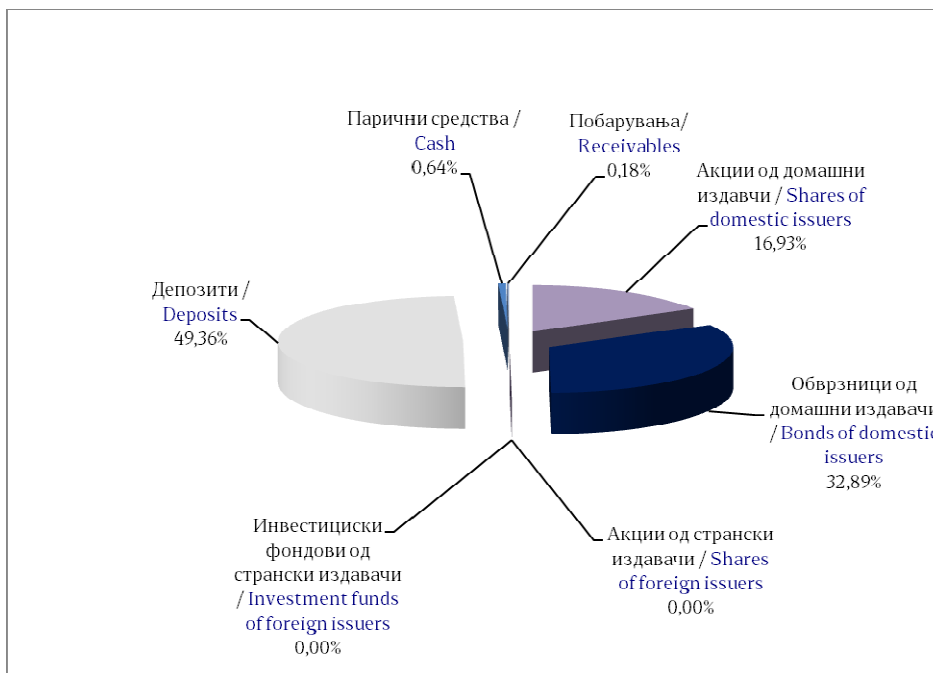 Парични средства /
Cash
0,64%
Побарувања/
Receivables
0,18%
Акции од домашни
издавчи / Shares of
domestic issuers
16,93%
Депозити /
Deposits
49,36%
Обврзници од
домашни издавачи
/ Bonds of domestic
issuers
32,89%
Инвестициски
фондови од
странски издавачи
/ Investment funds
of foreign issuers
0,00%
Акции од странски
издавачи / Shares
of foreign issuers
0,00%